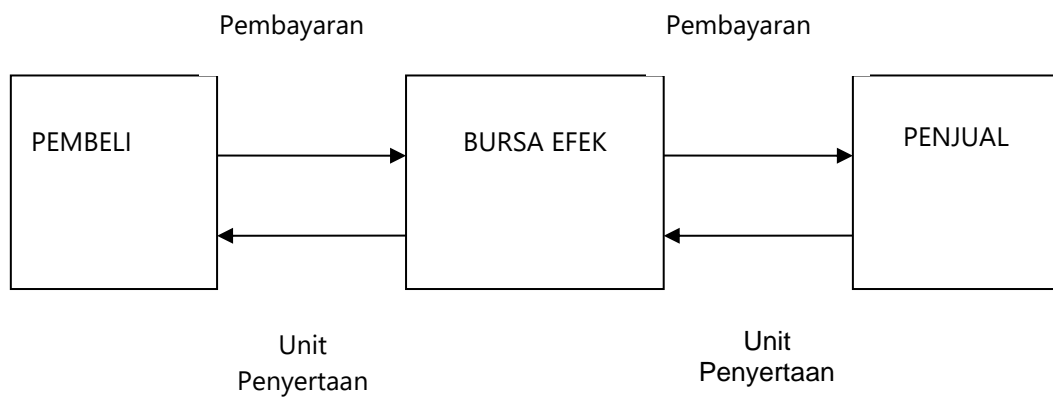 Pembayaran
Pembayaran
PEMBELI
BURSA EFEK
PENJUAL
Unit
Penyertaan
Unit
Penyertaan